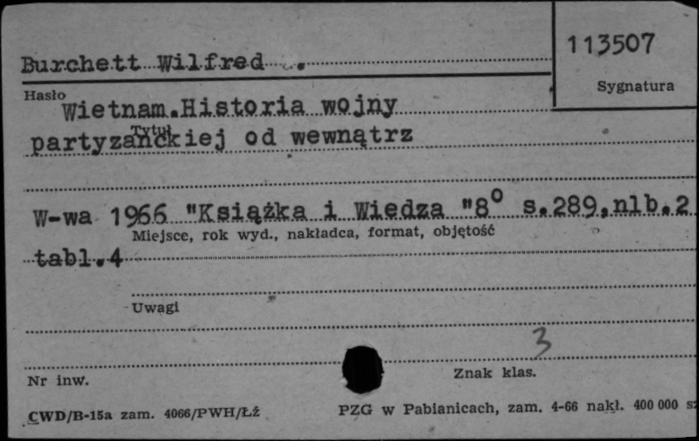 113507
Burchett Wilfred .
Sygnatura
Hasło
Wietnam.Historia wojny
Tytuł
partyzanckiej od wewnątrz
W-wa 1966 "Książka i Wiedza "8° s.289,nlb.2
Miejsce, rok wyd., nakładca, format, objętość
tabl.4
Uwagi
3
Nr inw.
Znak klas.
CWD/B-15a zam. 4066/PWH/ŁŹ
PZG w Pabianicach, zam. 4-66 nakł. 400 000 sz